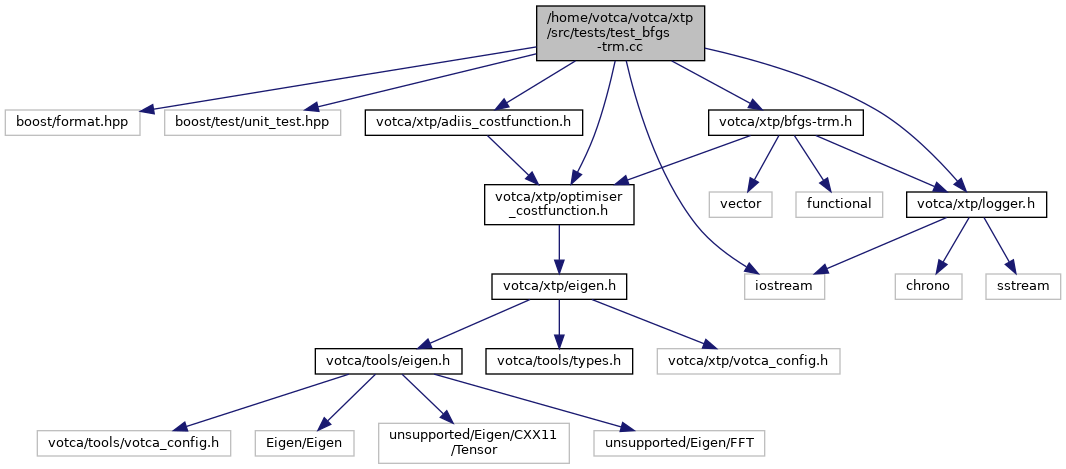 /home/votca/votca/xtp
/src/tests/test_bfgs
-trm.cc
boost/format.hpp
boost/test/unit_test.hpp
votca/xtp/adiis_costfunction.h
votca/xtp/bfgs-trm.h
votca/xtp/optimiser
_costfunction.h
vector
functional
votca/xtp/logger.h
votca/xtp/eigen.h
iostream
chrono
sstream
votca/tools/eigen.h
votca/tools/types.h
votca/xtp/votca_config.h
votca/tools/votca_config.h
Eigen/Eigen
unsupported/Eigen/CXX11
/Tensor
unsupported/Eigen/FFT